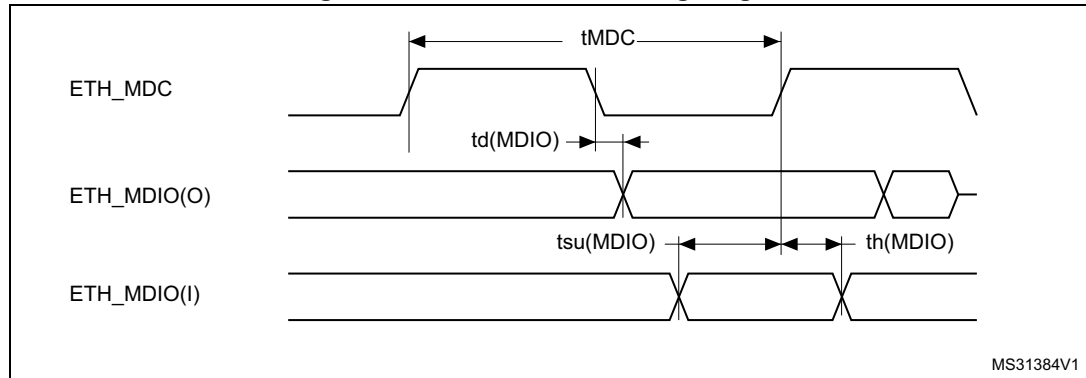 tMDC
ETH_MDC
td(MDIO)
ETH_MDIO(O)
tsu(MDIO)
th(MDIO)
ETH_MDIO(I)
MS31384V1